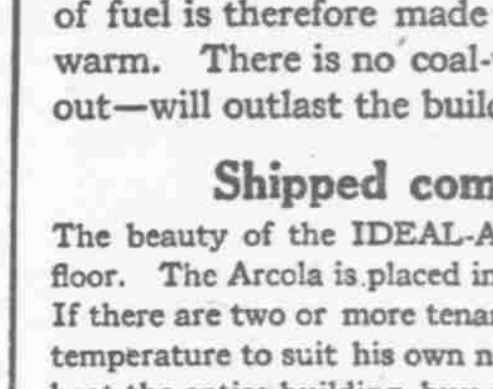 of fuel is therefore made
warm. There is no coal-
out—will outlast the build
Shipped com
The beauty of the IDEAL-A
floor. The Arcola is placed in
If there are two or more tenan
temperature to suit his own n